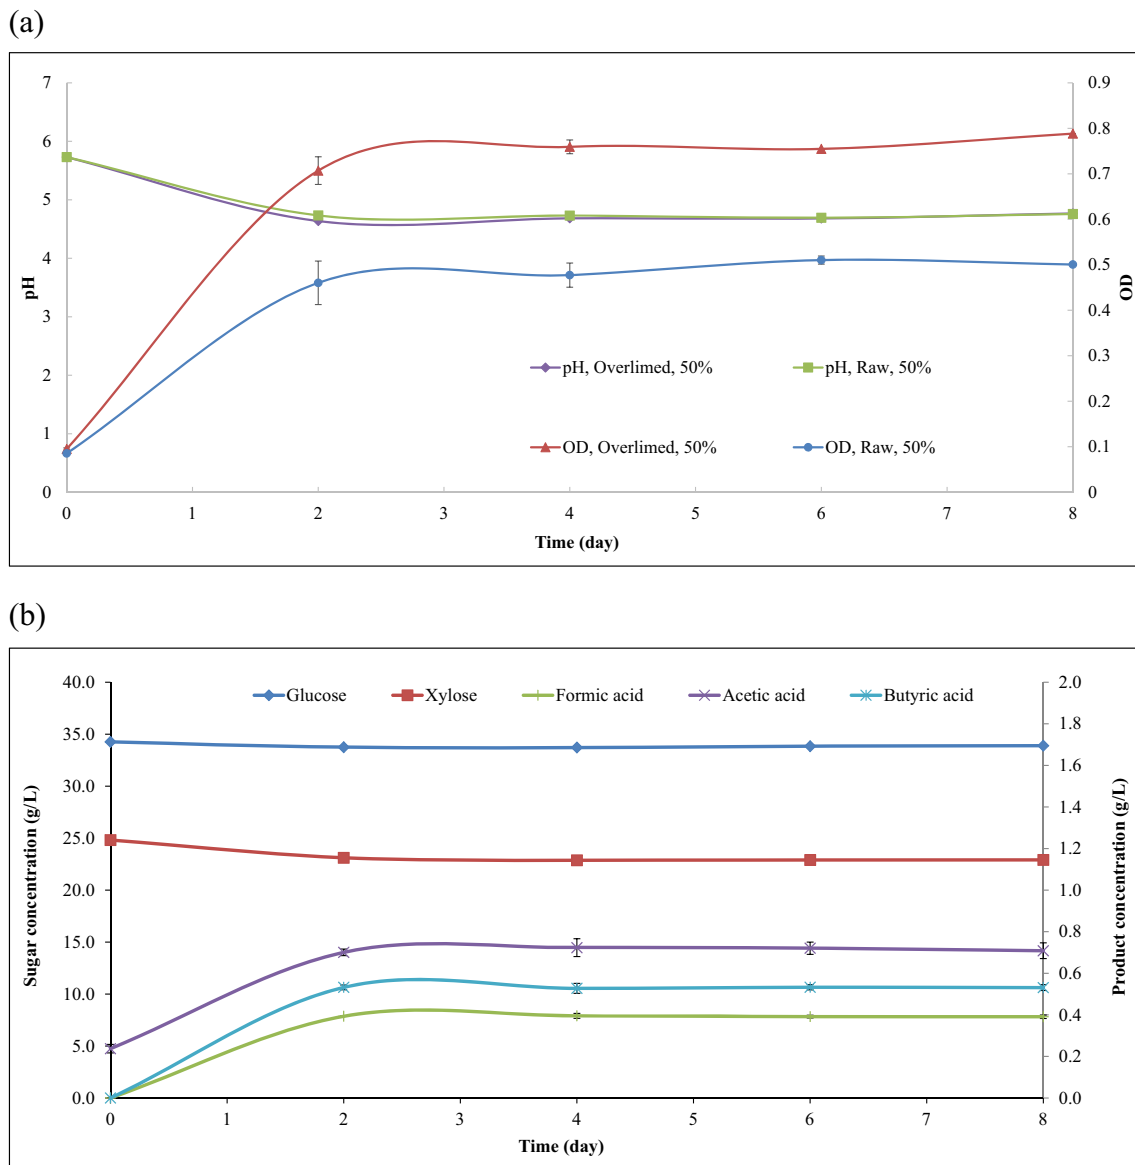 (a)
7
6
5
4
3
2
1
0
pH
0.9
0.8
0.7
0.6
0.5
0.4
0.3
0.2
0.1
0
OD
pH, Overlimed, 50%
pH, Raw, 50%
OD, Overlimed, 50%
OD, Raw, 50%
0 1 2 3 4 5 6 7 8
Time (day)
(b)
40.0
35.0
30.0
25.0
20.0
15.0
10.0
5.0
0.0
Sugar concentration (g/L)
Glucose
Xylose
Formic acid
Acetic acid
Butyric acid
2.0
1.8
1.6
1.4
1.2
1.0
0.8
0.6
0.4
0.2
0.0
Product concentration (g/L)
0 1 2 3 4 5 6 7 8
Time (day)